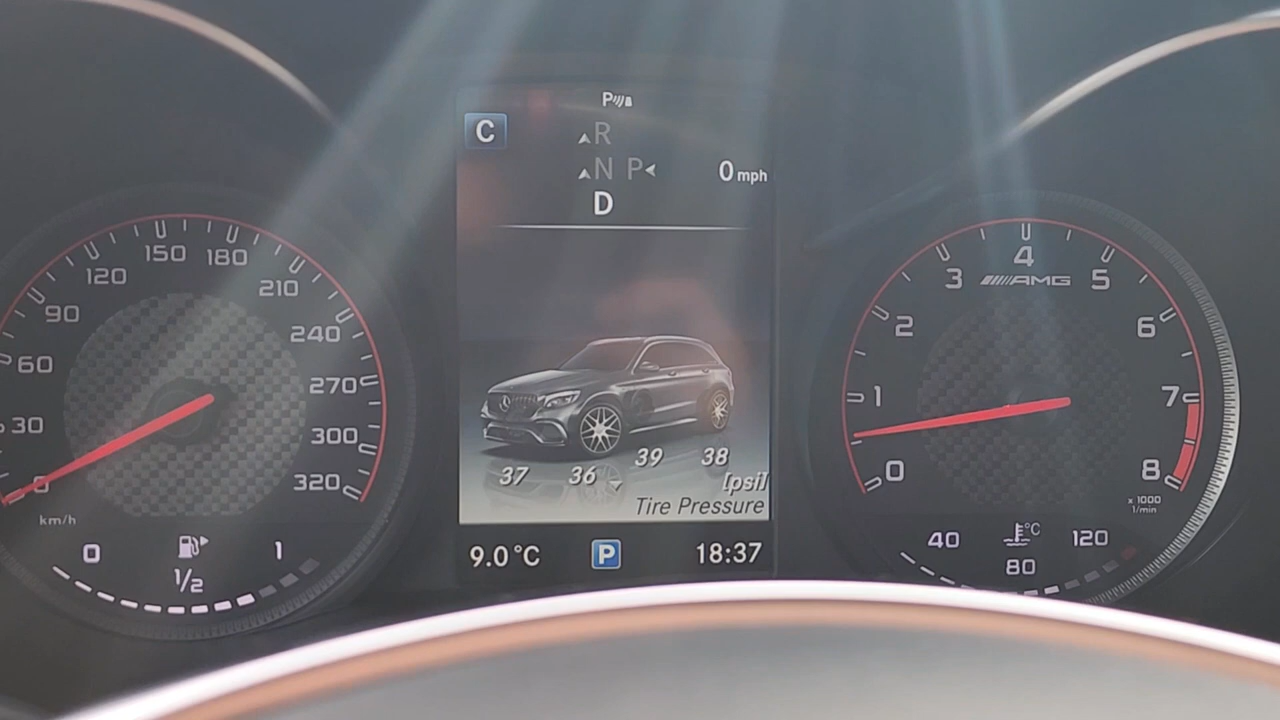 P
C
R
N P
0 mph
D
0
30
60
90
120
150
180
210
240
270
300
320
km/h
0
1/2
1
37 36 39 38
[psi]
Tire Pressure
9.0°C
P
18:37
0
1
2
3
4
5
6
7
8
AMG
x 1000
1/min
40
°C
120
80